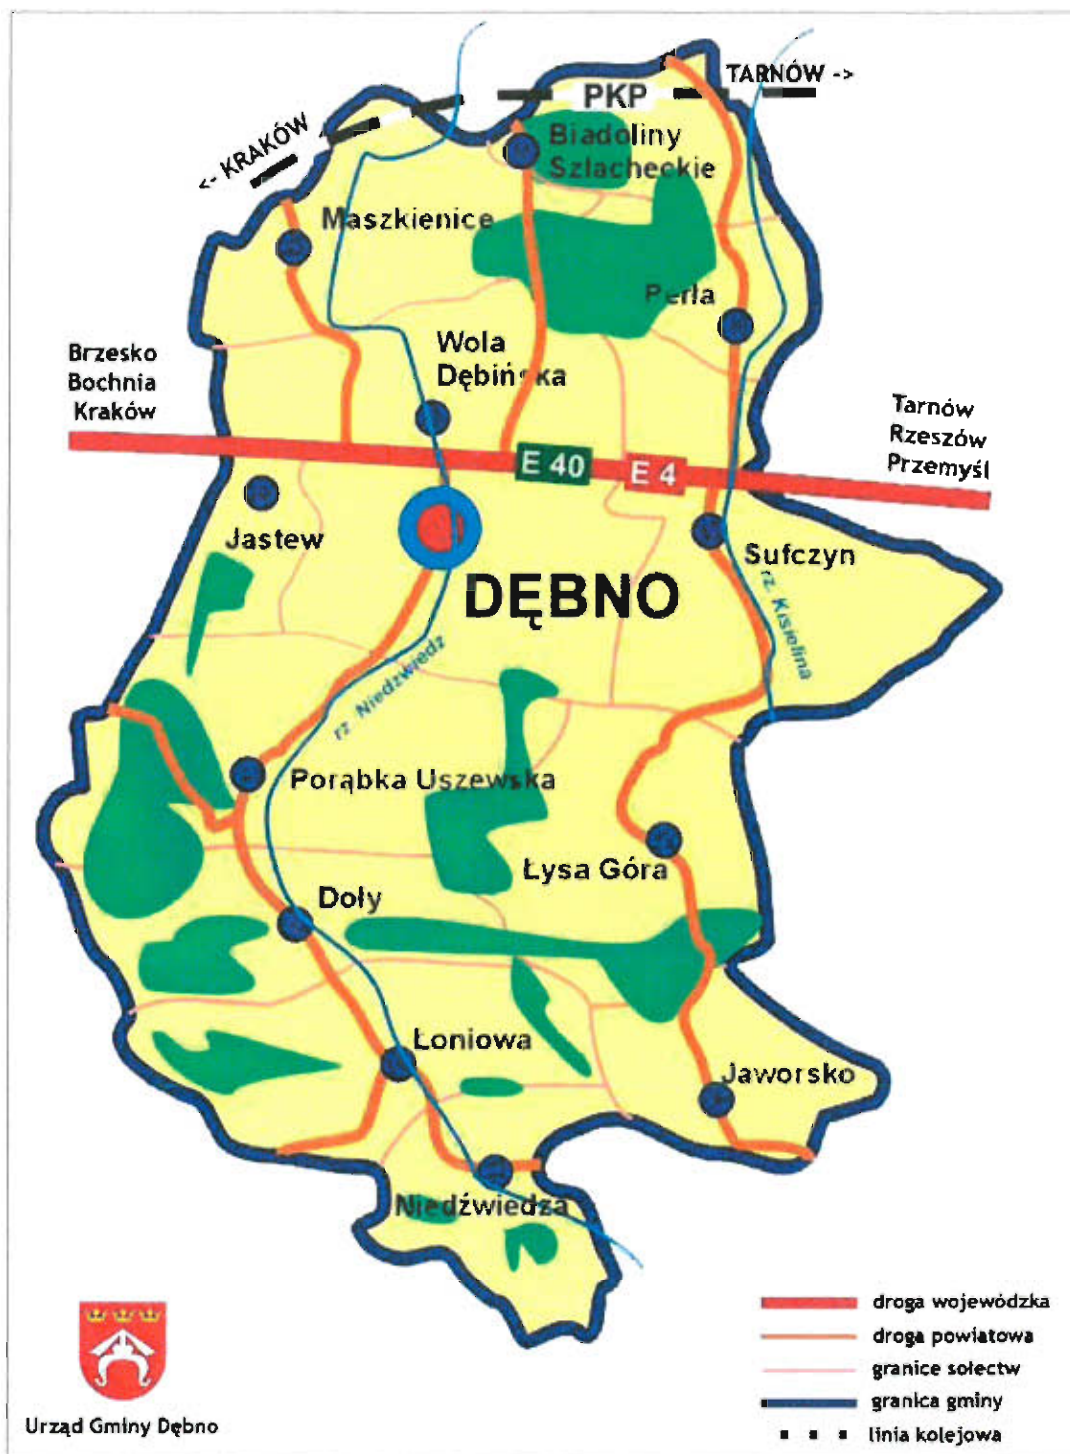 TARNÓW ->
PKP
<- KRAKÓW
Biadoliny
Szlacheckie
Maszkienice
Perła
Wola
Dębińska
Brzesko
Bochnia
Kraków
Tarnów
Rzeszów
Przemyśl
E 40
E 4
Jastew
Sufczyn
DĘBNO
rz. Kisielina
rz. Niedzwiedz
Porąbka Uszewska
Łysa Góra
Doły
Łoniowa
Jaworsko
Niedźwiedza
droga wojewódzka
droga powiatowa
granice sołectw
granica gminy
linia kolejowa
Urząd Gminy Dębno